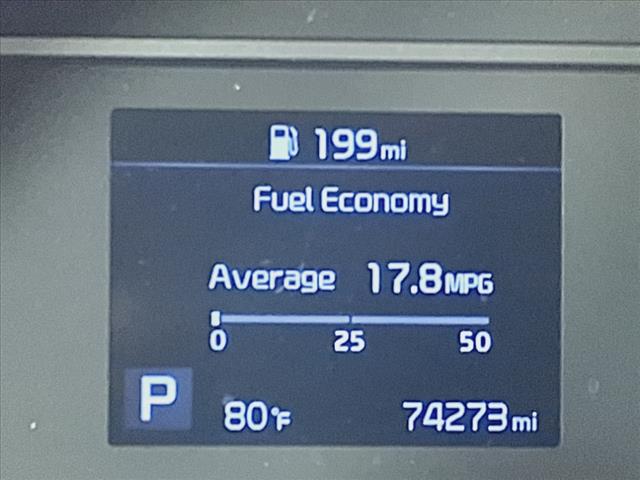 199mi
Fuel Economy
Average 17.8MPG
0 25 50
P 80°F 74273mi